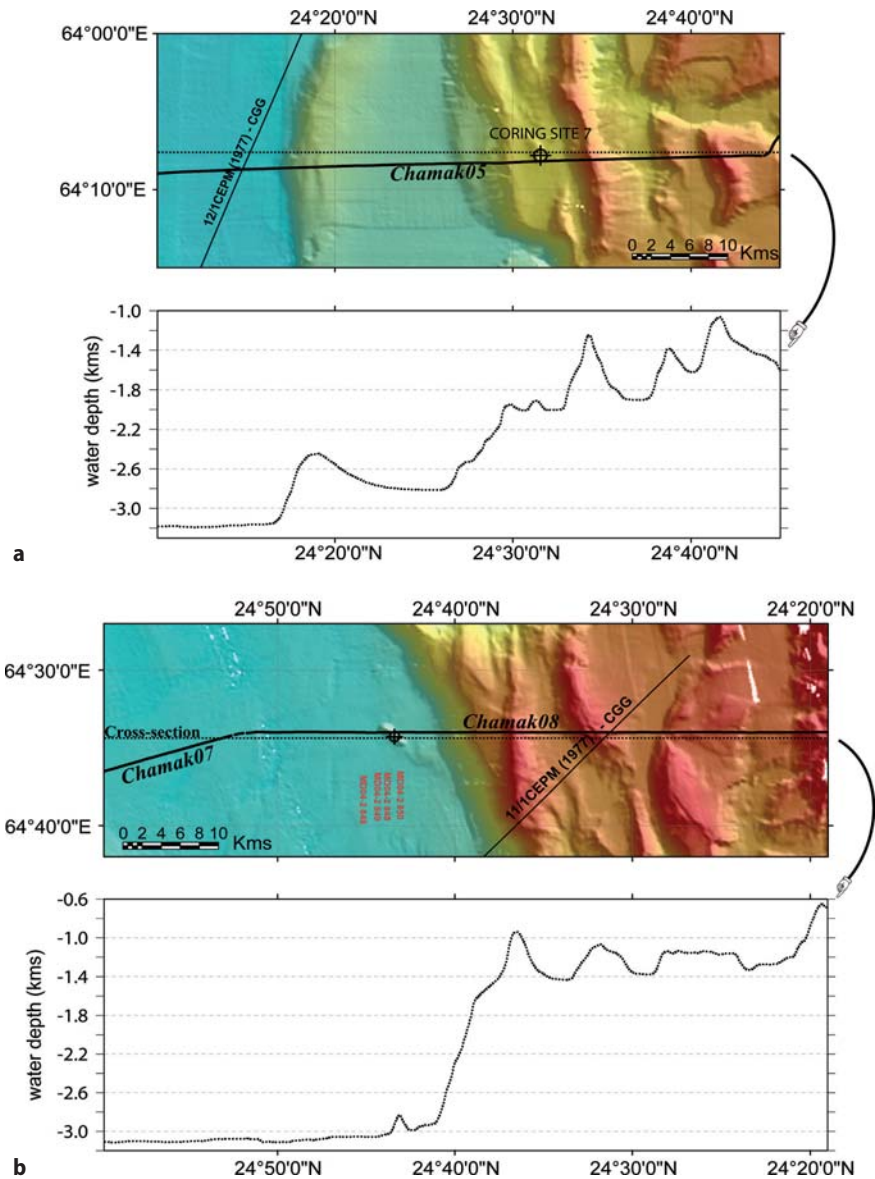 24°20'0"N 24°30'0"N 24°40'0"N
64°00'0"E
12/1CEPM (1977) - CGG
CORING SITE 7
Chamak05
64°10'0"E
0 2 4 6 8 10 Kms
water depth (kms)
-1.0
-1.4
-1.8
-2.2
-2.6
-3.0
24°20'0"N 24°30'0"N 24°40'0"N
a
24°50'0"N 24°40'0"N 24°30'0"N 24°20'0"N
64°30'0"E
Cross-section
Chamak08
Chamak07
11/1CEPM (1977) - CGG
64°40'0"E
0 2 4 6 8 10 Kms
water depth (kms)
-0.6
-1.0
-1.4
-1.8
-2.2
-2.6
-3.0
24°50'0"N 24°40'0"N 24°30'0"N 24°20'0"N
b